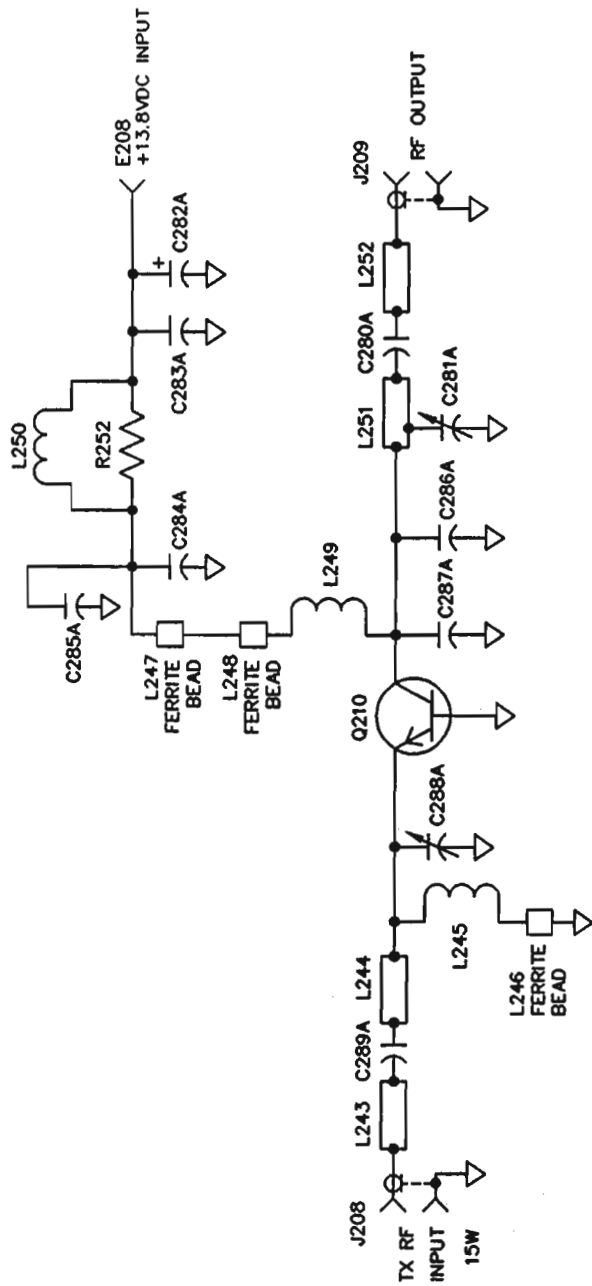 E208
+13.8VDC INPUT
L250
R252
C282A
+
C283A
C284A
C285A
L247
FERRITE
BEAD
L248
FERRITE
BEAD
L249
J209
RF OUTPUT
L252
C280A
L251
C281A
C286A
C287A
Q210
C288A
L245
L246
FERRITE
BEAD
L244
C289A
L243
J208
TX RF
INPUT
15W